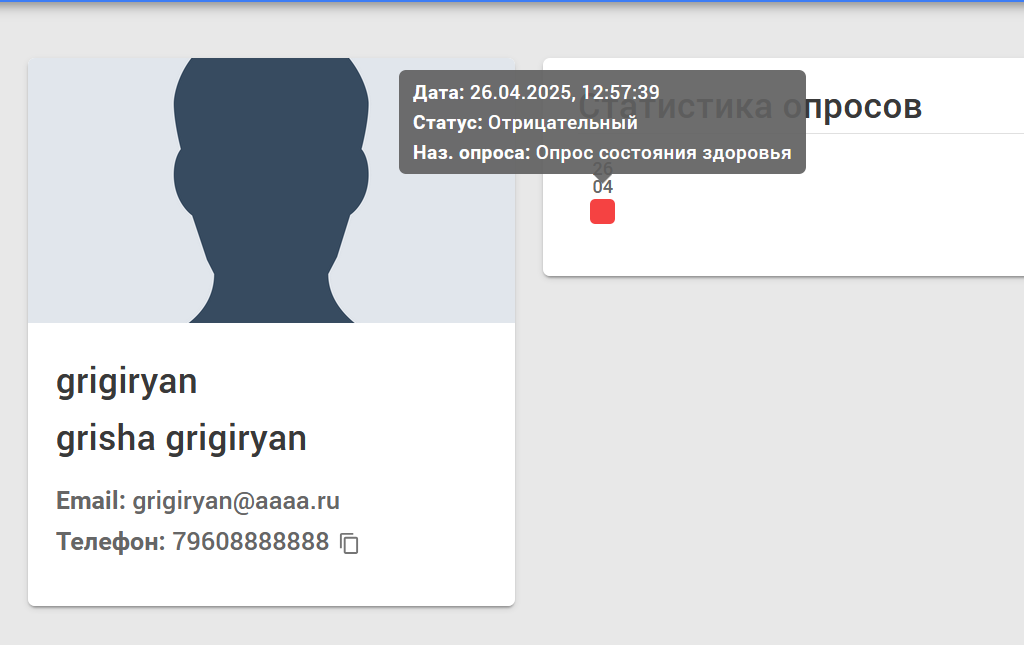 Дата: 26.04.2025, 12:57:39
Статус: Отрицательный
Наз. опроса: Опрос состояния здоровья
Статистика опросов
26
04
grigiryan
grisha grigiryan
Email: grigiryan@aaaa.ru
Телефон: 79608888888